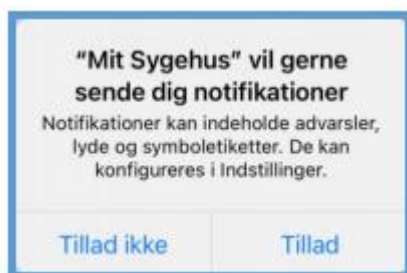 "Mit Sygehus" vil gerne
sende dig notifikationer
Notifikationer kan indeholde advarsler,
lyde og symboletiketter. De kan
konfigureres i Indstillinger.
Tillad ikke
Tillad